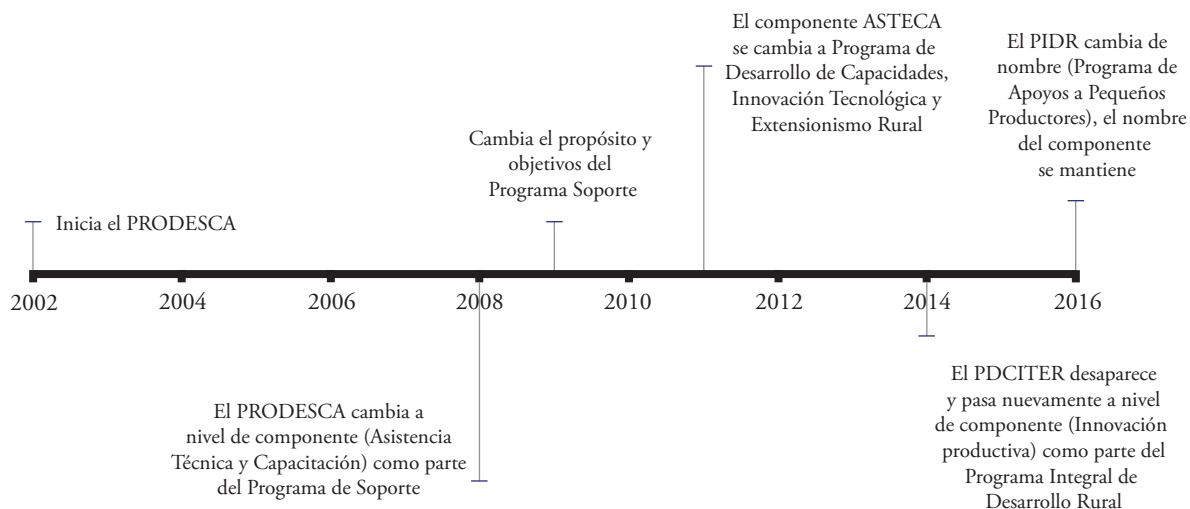 El componente ASTECA
se cambia a Programa de
Desarrollo de Capacidades,
Innovación Tecnológica y
Extensionismo Rural
El PIDR cambia de
nombre (Programa de
Apoyos a Pequeños
Productores), el nombre
del componente
se mantiene
Cambia el propósito y
objetivos del
Programa Soporte
Inicia el PRODESCA
2002
2004
2006
2008
2010
2012
2014
2016
El PRODESCA cambia a
nivel de componente (Asistencia
Técnica y Capacitación) como parte
del Programa de Soporte
El PDCITER desaparece
y pasa nuevamente a nivel
de componente (Innovación
productiva) como parte del
Programa Integral de
Desarrollo Rural